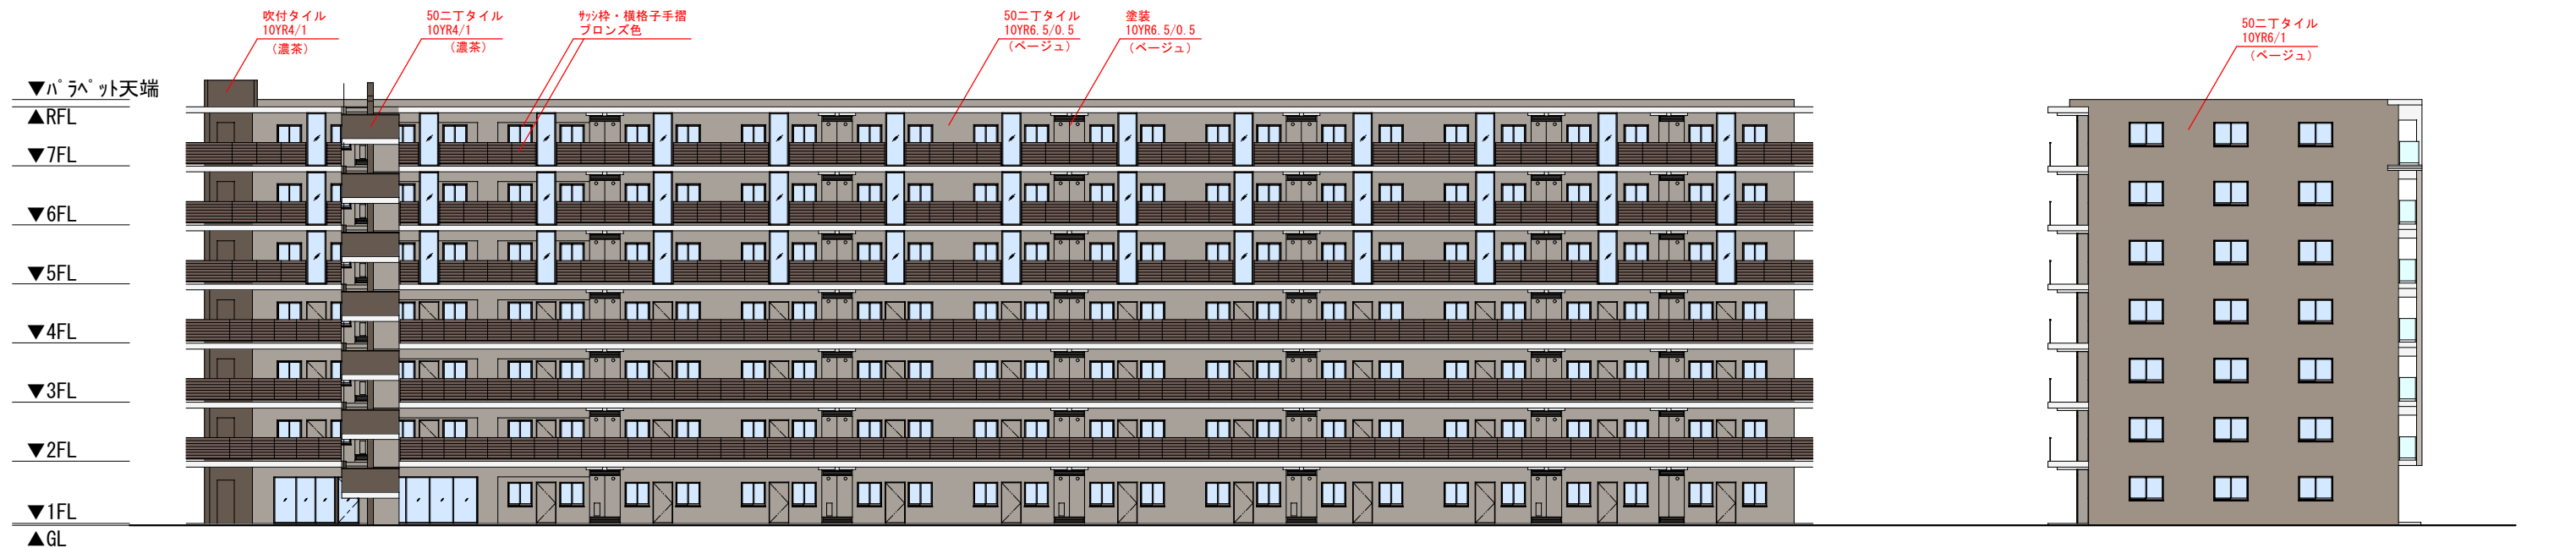 吹付タイル
10YR4/1
（濃茶）
50二丁タイル
10YR4/1
（濃茶）
ｻｯｼ枠・横格子手摺
ブロンズ色
50二丁タイル
10YR6.5/0.5
（ベージュ）
塗装
10YR6.5/0.5
（ベージュ）
50二丁タイル
10YR6/1
（ベージュ）
▼ﾊﾟﾗﾍﾟｯﾄ天端
▲RFL
▼7FL
▼6FL
▼5FL
▼4FL
▼3FL
▼2FL
▼1FL
▲GL